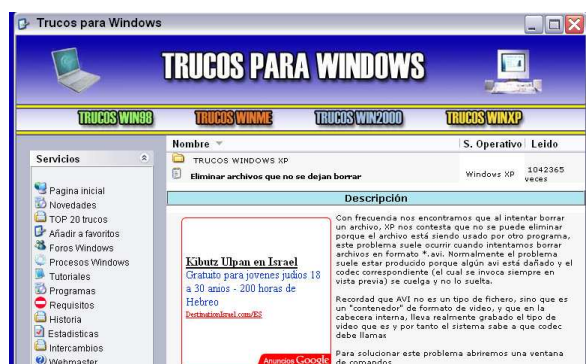 Trucos para Windows
TRUCOS PARA WINDOWS
TRUCOS WIN98
TRUCOS WINME
TRUCOS WIN2000
TRUCOS WINXP
Servicios
Pagina inicial
Novedades
TOP 20 trucos
Añadir a favoritos
Foros Windows
Procesos Windows
Tutoriales
Programas
Requisitos
Historia
Estadisticas
Intercambios
Webmaster
Nombre
S. Operativo
Leido
TRUCOS WINDOWS XP
Eliminar archivos que no se dejan borrar
Windows XP
1042365
veces
Descripción
Kibutz Ulpan en Israel
Gratuito para jovenes judios 18
a 30 anios - 200 horas de
Hebreo
DestinationIsrael.com/ES
Anuncios Google
Con frecuencia nos encontramos que al intentar borrar
un archivo, XP nos contesta que no se puede eliminar
porque el archivo está siendo usado por otro programa,
este problema suele ocurrir cuando intentamos borrar
archivos en formato *.avi. Normalmente el problema
suele estar producido porque algún avi está dañado y el
codec correspondiente (el cual se invoca siempre en
vista previa) se cuelga y no lo suelta.
Recordad que AVI no es un tipo de fichero, sino que es
un "contenedor" de formato de video, y que en la
cabecera interna, lleva realmente grabado el tipo de
video que es y por tanto el sistema sabe a que codec
debe llamas
Para solucionar este problema abriremos una ventana
de comandos